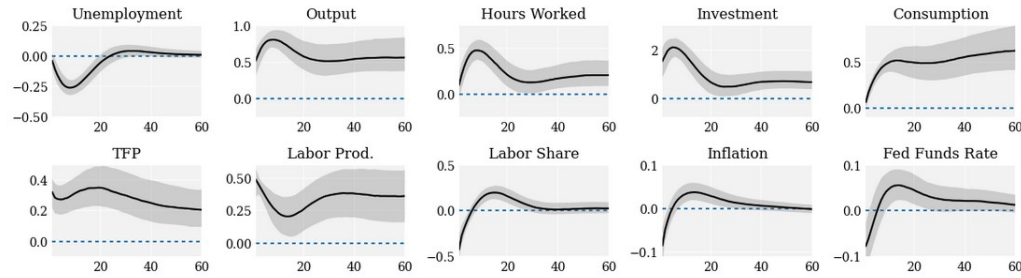 Unemployment Output Hours Worked Investment Consumption
0.25 1.0
0.00 0.5 0.5 2 0.5
−0.25
−0.50 0.0 0.0 0 0.0
20 40 60 20 40 60 20 40 60 20 40 60 20 40 60
TFP Labor Prod. Labor Share Inflation Fed Funds Rate
0.4 0.50 0.5 0.1 0.1
0.2 0.25 0.0 0.0 0.0
0.0 0.00 −0.5 −0.1 −0.1
20 40 60 20 40 60 20 40 60 20 40 60 20 40 60